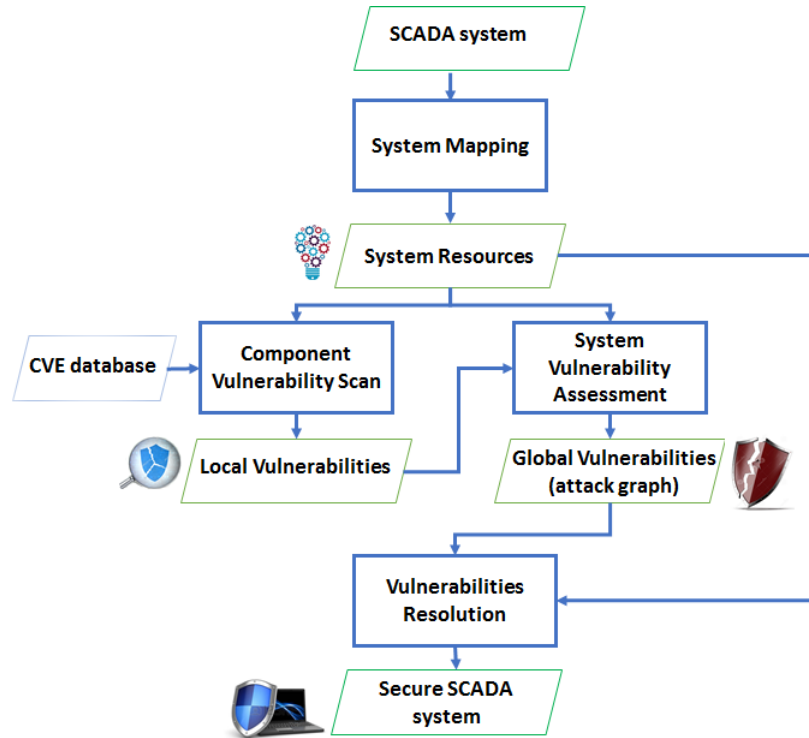 SCADA system
System Mapping
System Resources
CVE database
Component
Vulnerability Scan
System
Vulnerability
Assessment
Local Vulnerabilities
Global Vulnerabilities
(attack graph)
Vulnerabilities
Resolution
Secure SCADA
system